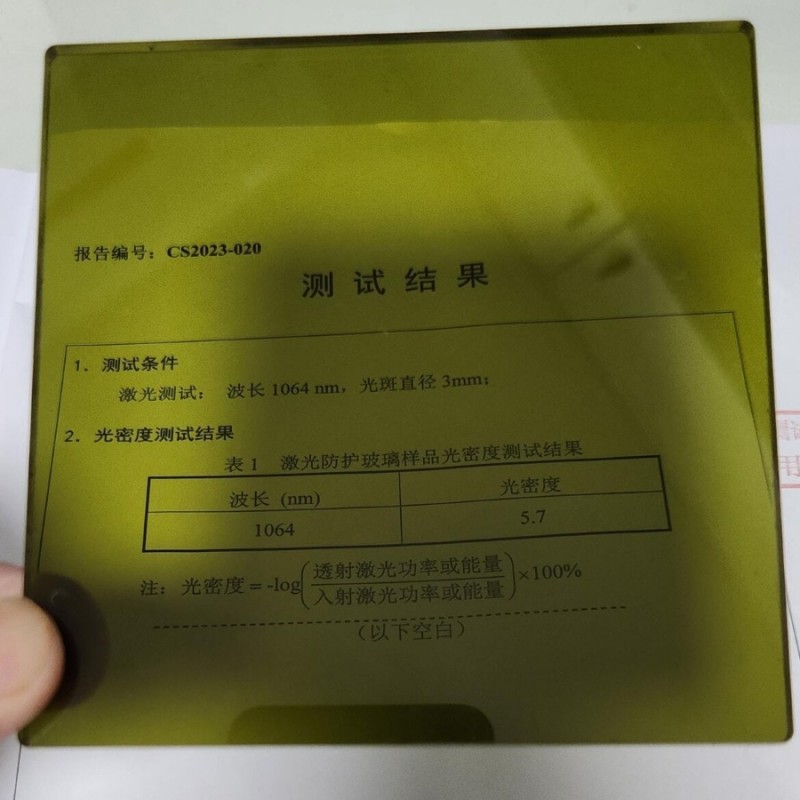 报告编号：CS2023-020
测 试 结 果
1. 测试条件
激光测试： 波长 1064 nm，光斑直径 3mm；
2. 光密度测试结果
表 1 激光防护玻璃样品光密度测试结果
波长 (nm) 光密度
1064 5.7
注：光密度 = -log(透射激光功率或能量/入射激光功率或能量)×100%
（以下空白）